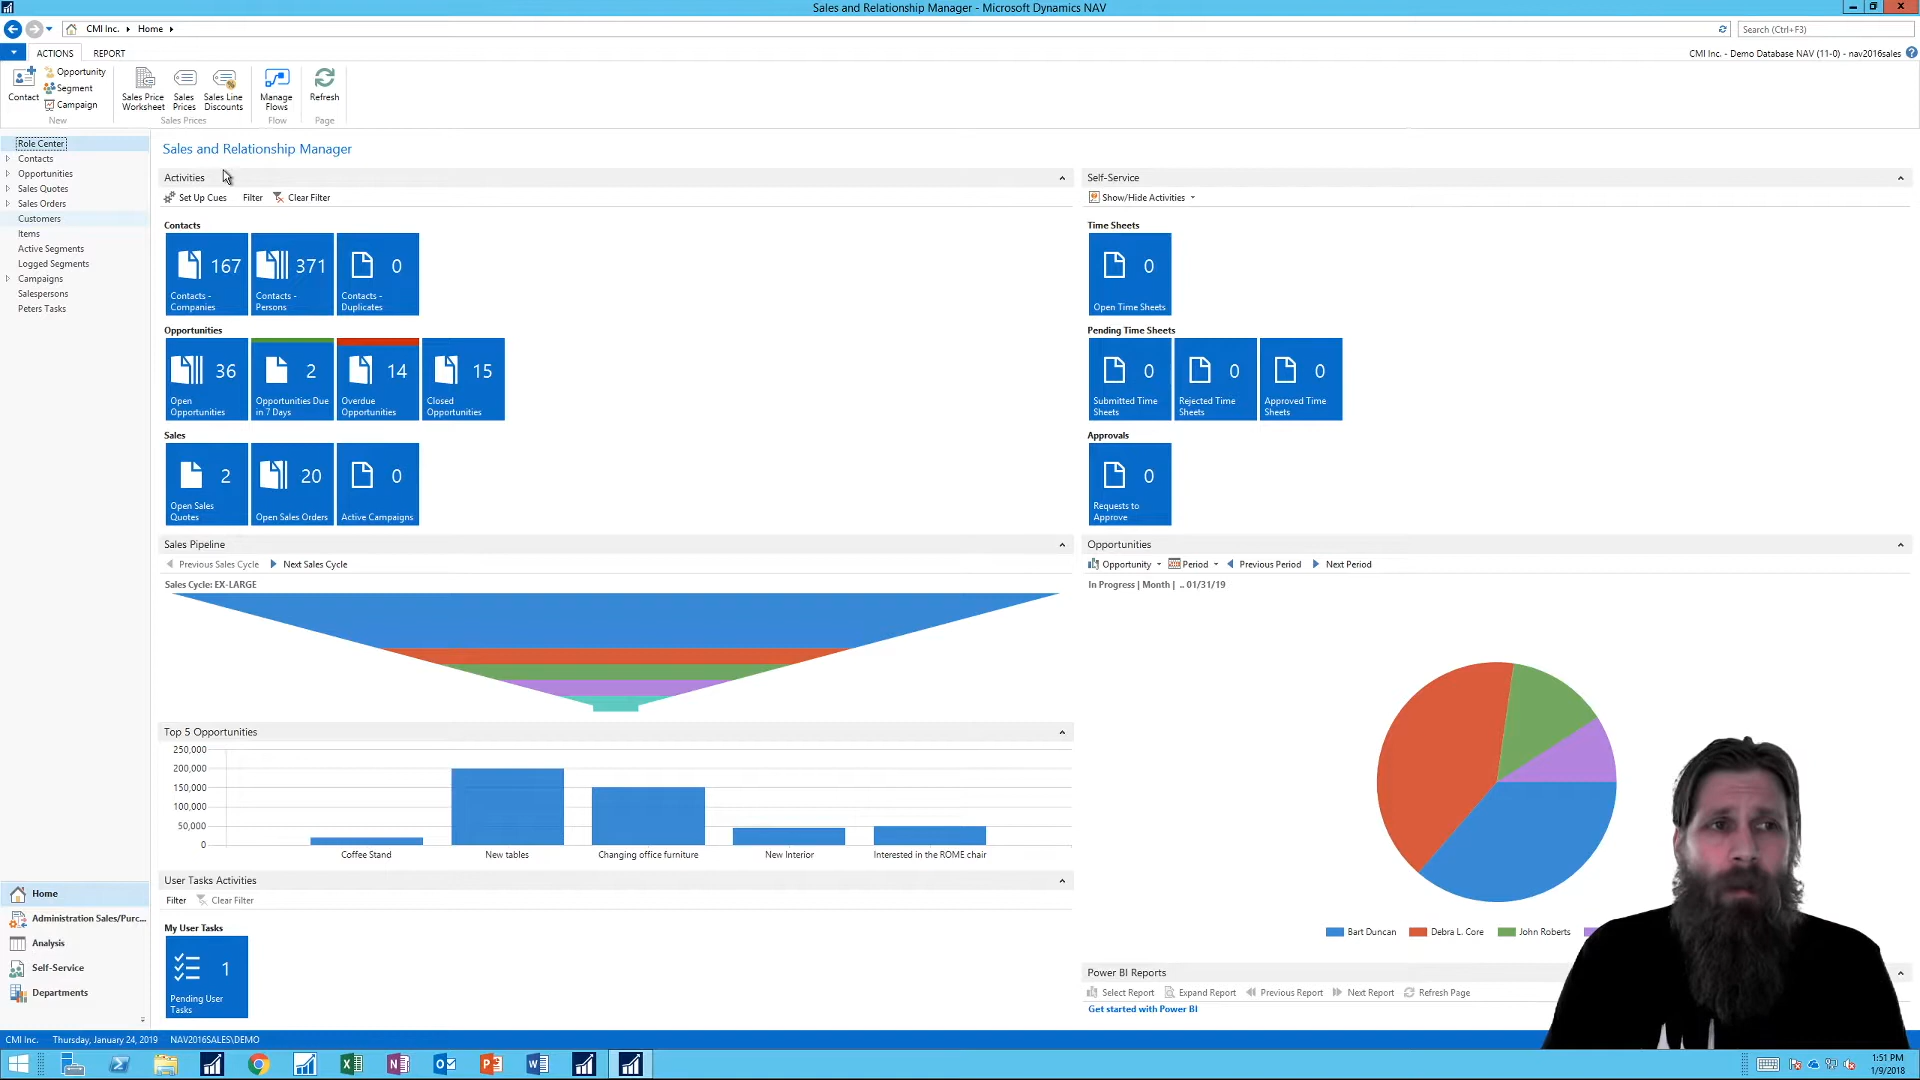 Sales and Relationship Manager - Microsoft Dynamics NAV
CMI Inc. Home
Search (Ctrl+F3)
ACTIONS REPORT
CMI Inc. - Demo Database NAV (11-0) - nav2016sales
Contact
Opportunity
Segment
Campaign
New
Sales Price Worksheet
Sales Prices
Sales Line Discounts
Sales Prices
Manage Flows
Flow
Refresh
Page
Role Center
Contacts
Opportunities
Sales Quotes
Sales Orders
Customers
Items
Active Segments
Logged Segments
Campaigns
Salespersons
Peters Tasks
Home
Administration Sales/Purc...
Analysis
Self-Service
Departments
Sales and Relationship Manager
Activities
Set Up Cues Filter Clear Filter
Contacts
167 371 0
Contacts - Companies
Contacts - Persons
Contacts - Duplicates
Opportunities
36 2 14 15
Open Opportunities
Opportunities Due in 7 Days
Overdue Opportunities
Closed Opportunities
Sales
2 20 0
Open Sales Quotes
Open Sales Orders
Active Campaigns
Sales Pipeline
Previous Sales Cycle Next Sales Cycle
Sales Cycle: EX-LARGE
Top 5 Opportunities
250,000
200,000
150,000
100,000
50,000
0
Coffee Stand New tables Changing office furniture New Interior Interested in the ROME chair
User Tasks Activities
Filter Clear Filter
My User Tasks
1
Pending User Tasks
Self-Service
Show/Hide Activities
Time Sheets
0
Open Time Sheets
Pending Time Sheets
0 0 0
Submitted Time Sheets
Rejected Time Sheets
Approved Time Sheets
Approvals
0
Requests to Approve
Opportunities
Opportunity Period Previous Period Next Period
In Progress | Month | .. 01/31/19
Bart Duncan Debra L. Core John Roberts
Power BI Reports
Select Report Expand Report Previous Report Next Report Refresh Page
Get started with Power BI
CMI Inc. Thursday, January 24, 2019 NAV2016SALES\DEMO
1:51 PM
1/9/2018